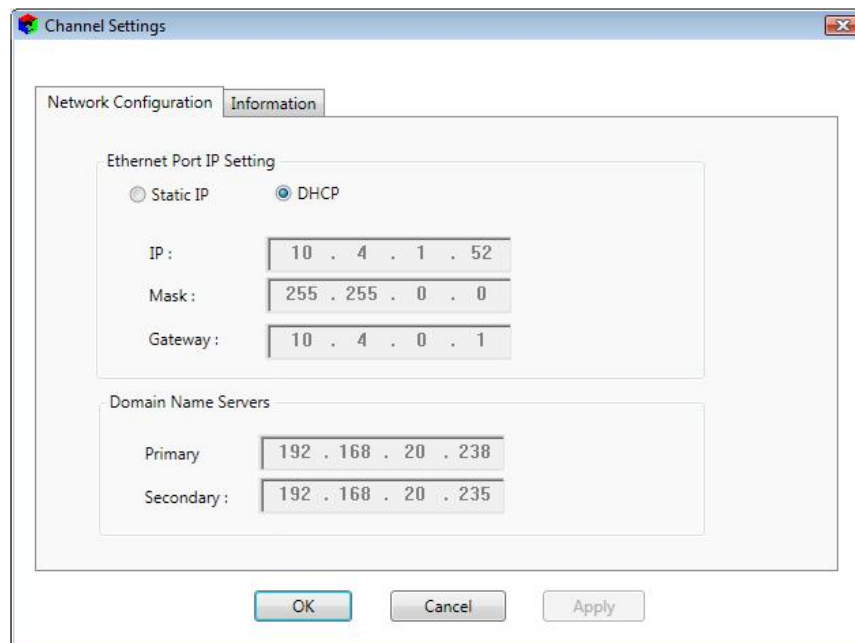 Channel Settings
Network Configuration Information
Ethernet Port IP Setting
Static IP DHCP
IP : 10 . 4 . 1 . 52
Mask : 255 . 255 . 0 . 0
Gateway : 10 . 4 . 0 . 1
Domain Name Servers
Primary 192 . 168 . 20 . 238
Secondary : 192 . 168 . 20 . 235
OK Cancel Apply